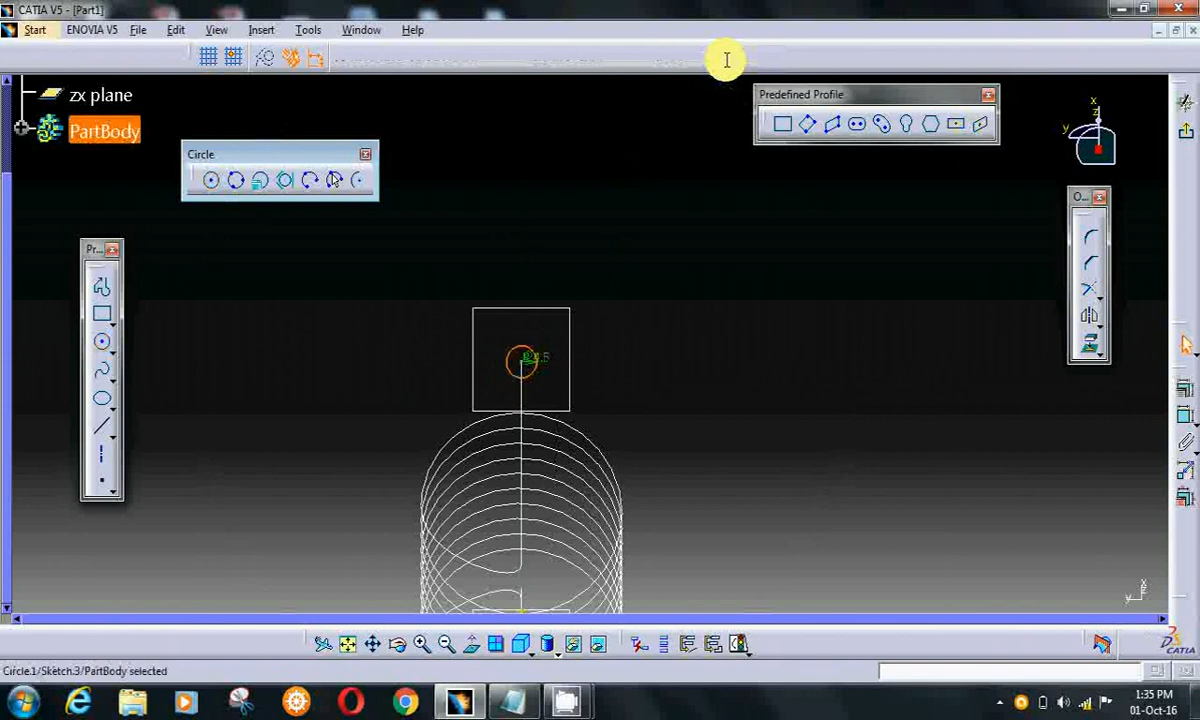 CATIA V5 - [Part1]
Start ENOVIA V5 File Edit View Insert Tools Window Help
zx plane
PartBody
Circle
Predefined Profile
x
z
y
Pr...
O...
x
y
CATIA
Circle.1/Sketch.3/PartBody selected
1:35 PM
01-Oct-16